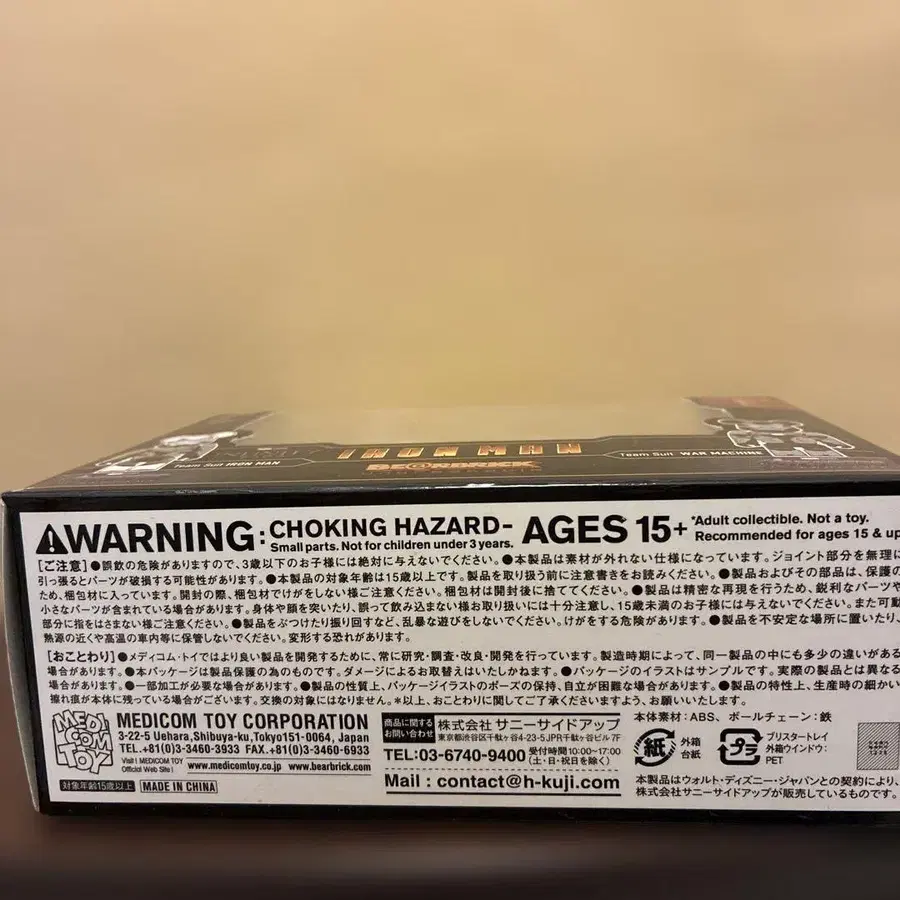 IRON MAN
BE@RBRICK
Team Suit IRON MAN
Team Suit WAR MACHINE
WARNING: CHOKING HAZARD-
Small parts. Not for children under 3 years.
AGES 15+
*Adult collectible. Not a toy.
Recommended for ages 15 & up
【ご注意】●誤飲の危険がありますので、3歳以下のお子様には絶対に与えないでください。●本製品は素材が外れない仕様になっています。ジョイント部分を無理に
引っ張るとパーツが破損する可能性があります。●本製品の対象年齢は15歳以上です。製品を取り扱う前に注意書きをお読みください。●製品およびその部品は、保護の
ため、梱包材に入っています。開封の際、梱包材でけがをしない様ご注意ください。梱包材は開封後に捨ててください。●製品は精密な再現を行うため、鋭利なパーツや
小さなパーツが含まれている場合があります。身体や顔を突いたり、誤って飲み込まない様お取り扱いには十分注意し、15歳未満のお子様には与えないでください。また可動
部分に指をはさまない様ご注意ください。●製品をぶつけたり振り回すなど、乱暴な遊びをしないでください。けがをする危険があります。●製品を不安定な場所に置いたり、
熱源の近くや高温の車内等に保管しないでください。変形する恐れがあります。
【おことわり】●メディコム・トイではより良い製品を開発するために、常に研究・調査・改良・開発を行っています。製造時期によって、同一製品の中にも多少の違いがある
場合があります。●本パッケージは製品保護の為のものです。ダメージによるお取替えはいたしかねます。●パッケージのイラストはサンプルです。実際の製品とは異なる
場合があります。●一部加工が必要な場合があります。●製品の性質上、パッケージイラストのポーズの保持、自立が困難な場合があります。●製品の特性上、生産時の細かい
擦れ痕が本体に残っている場合がございます。交換の対象にはなりません。*以上、おことわりに関してご了承くださいますよう、お願いいたします。
MEDICOM TOY
MEDICOM TOY CORPORATION
3-22-5 Uehara, Shibuya-ku, Tokyo151-0064, Japan
TEL.+81(0)3-3460-3933 FAX.+81(0)3-3460-6933
Visit! MEDICOM TOY
Official Web Site!
www.medicomtoy.co.jp www.bearbrick.com
対象年齢15歳以上
MADE IN CHINA
商品に関する
お問い合わせ
株式会社 サニーサイドアップ
東京都渋谷区千駄ヶ谷4-23-5JPR千駄ヶ谷ビル7F
TEL:03-6740-9400
受付時間 10:00~17:00
(土・日・祝日を除く)
Mail : contact@h-kuji.com
本体素材:ABS、ボールチェーン:鉄
紙
外箱
台紙
プラ
ブリスタートレイ
外箱ウインドウ:
PET
本製品はウォルト・ディズニー・ジャパンとの契約により、
株式会社サニーサイドアップが販売しているものです。